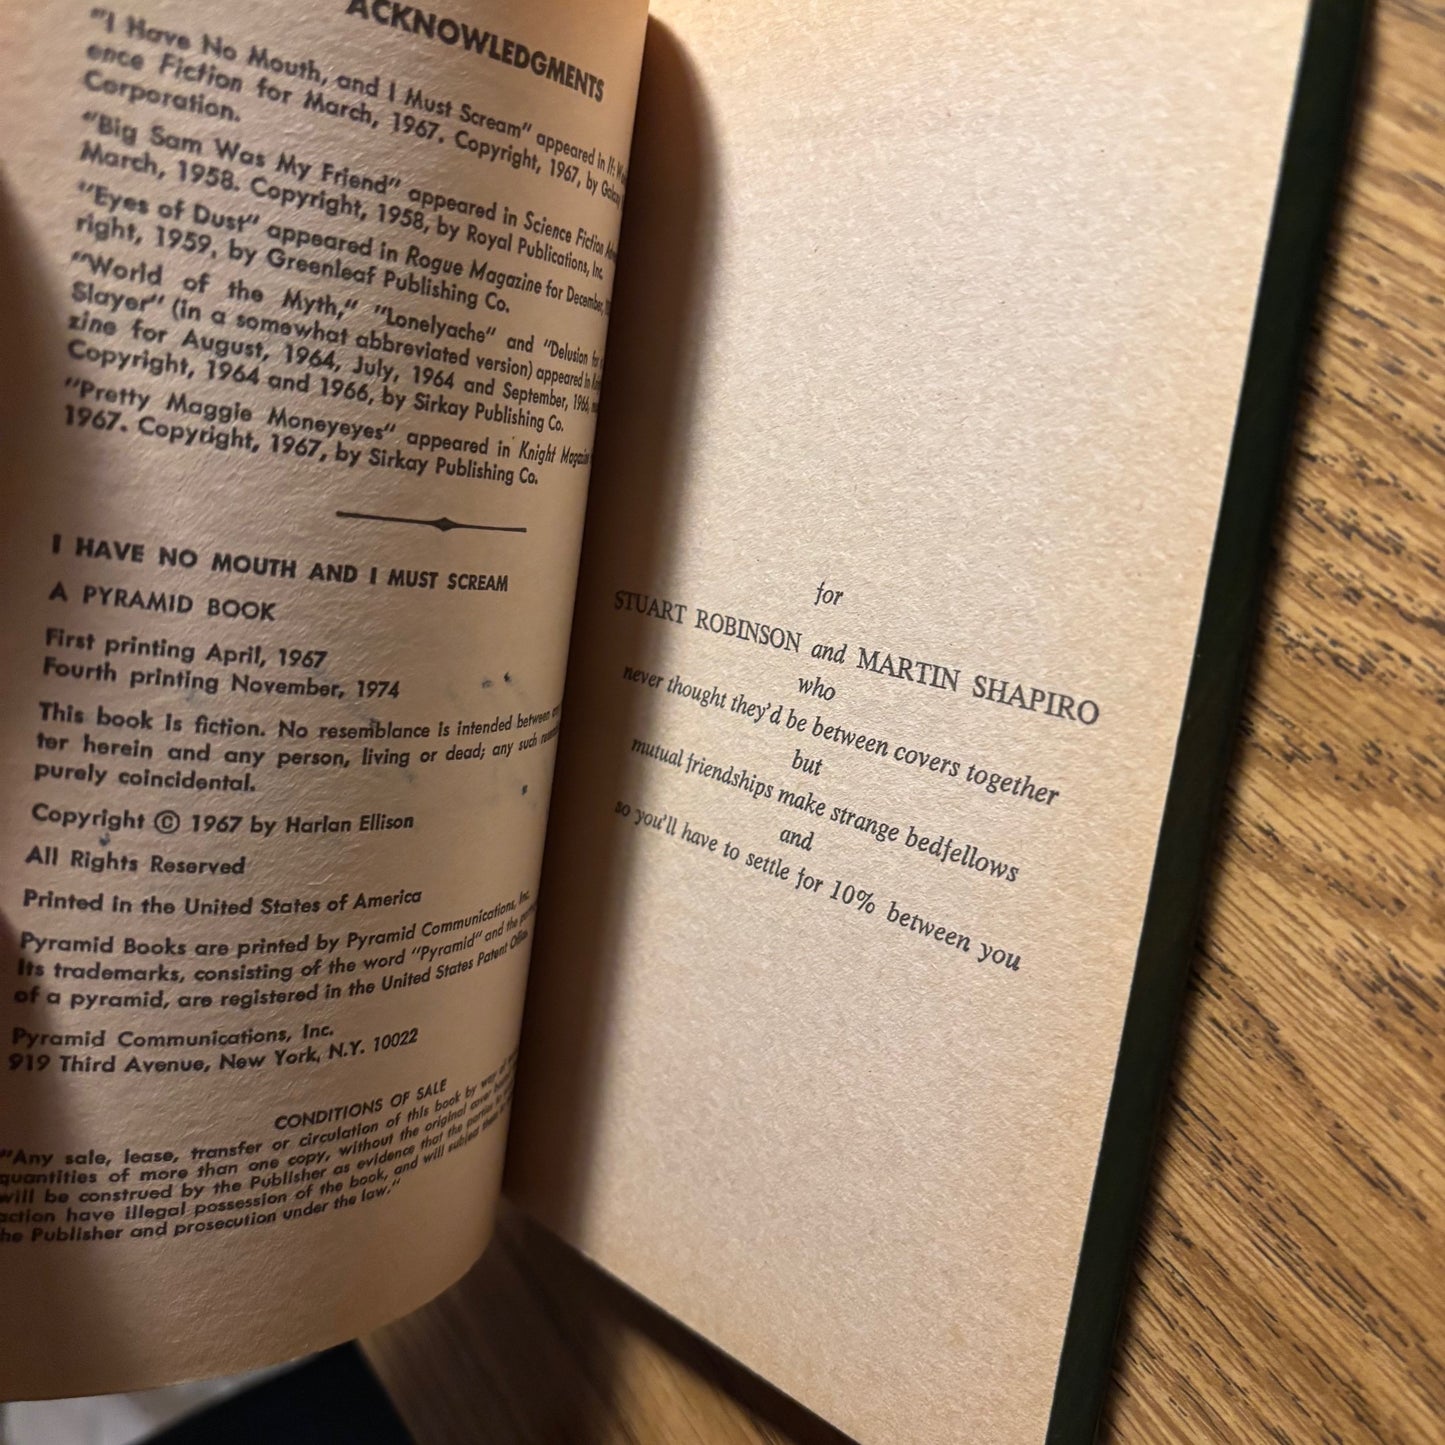 ACKNOWLEDGMENTS
"I Have No Mouth, and I Must Scream" appeared in If:
ence Fiction for March, 1967. Copyright, 1967, by Galaxy
Corporation.
"Big Sam Was My Friend" appeared in Science Fiction
March, 1958. Copyright, 1958, by Royal Publications, Inc.
"Eyes of Dust" appeared in Rogue Magazine for December,
right, 1959, by Greenleaf Publishing Co.
"World of the Myth," "Lonelyache" and "Delusion for
Slayer" (in a somewhat abbreviated version) appeared in
zine for August, 1964, July, 1964 and September, 1966,
Copyright, 1964 and 1966, by Sirkay Publishing Co.
"Pretty Maggie Moneyeyes" appeared in Knight Magazine
1967. Copyright, 1967, by Sirkay Publishing Co.
I HAVE NO MOUTH AND I MUST SCREAM
A PYRAMID BOOK
First printing April, 1967
Fourth printing November, 1974
This book is fiction. No resemblance is intended between
ter herein and any person, living or dead; any such
purely coincidental.
Copyright © 1967 by Harlan Ellison
All Rights Reserved
Printed in the United States of America
Pyramid Books are printed by Pyramid Communications, Inc.
Its trademarks, consisting of the word "Pyramid" and the
of a pyramid, are registered in the United States Patent Office.
Pyramid Communications, Inc.
919 Third Avenue, New York, N.Y. 10022
CONDITIONS OF SALE
"Any sale, lease, transfer or circulation of this book by way of
quantities of more than one copy, without the original cover
will be construed by the Publisher as evidence that the parties to
action have illegal possession of the book, and will subject them to
he Publisher and prosecution under the law."
for
STUART ROBINSON and MARTIN SHAPIRO
who
never thought they'd be between covers together
but
mutual friendships make strange bedfellows
and
so you'll have to settle for 10% between you